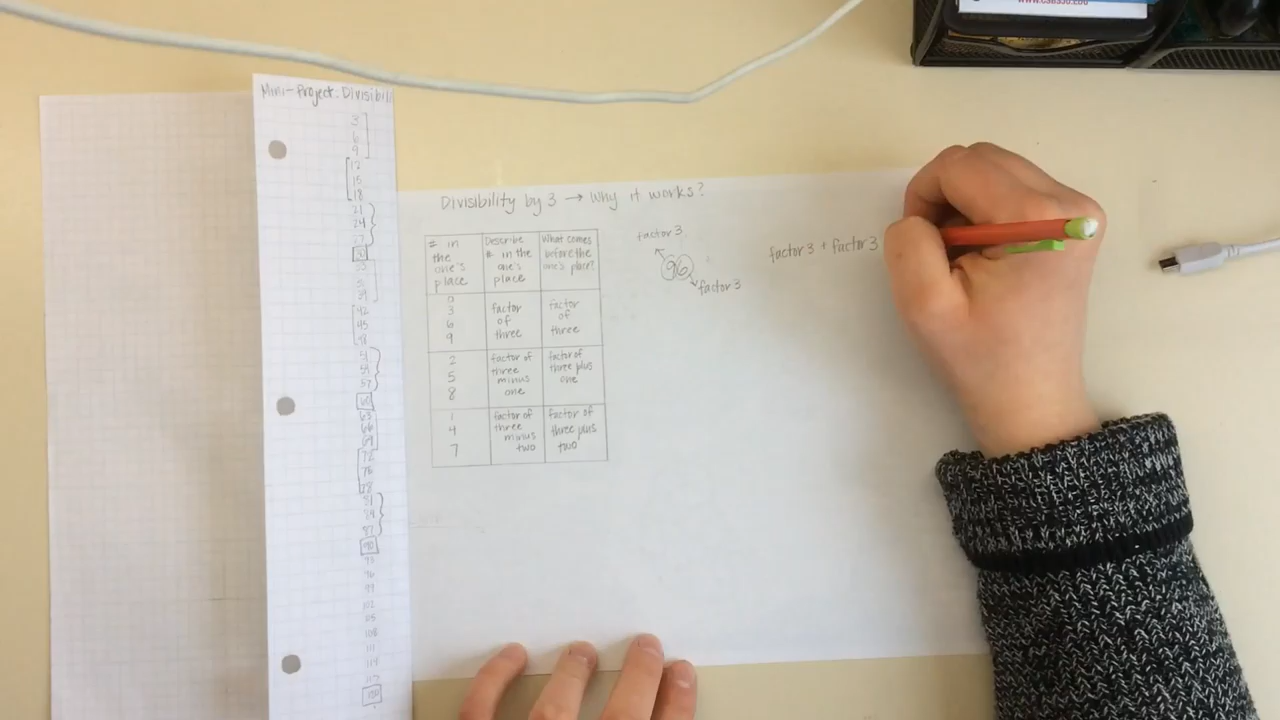 www.CSBSJU.EDU
Mini-Project: Divisibili
3
6
9
12
15
18
21
24
27
30
33
39
42
45
48
51
54
57
60
63
66
69
72
75
78
81
84
87
90
93
96
99
102
105
108
111
114
117
120
Divisibility by 3 → Why it works?
# in
the
one's
place
Describe
# in the
one's
place
What comes
before the
one's place?
0
3
6
9
factor
of
three
factor
of
three
2
5
8
factor of
three
minus
one
factor of
three plus
one
1
4
7
factor of
three
minus
two
factor of
three plus
two
factor 3
96
factor 3
factor 3 + factor 3